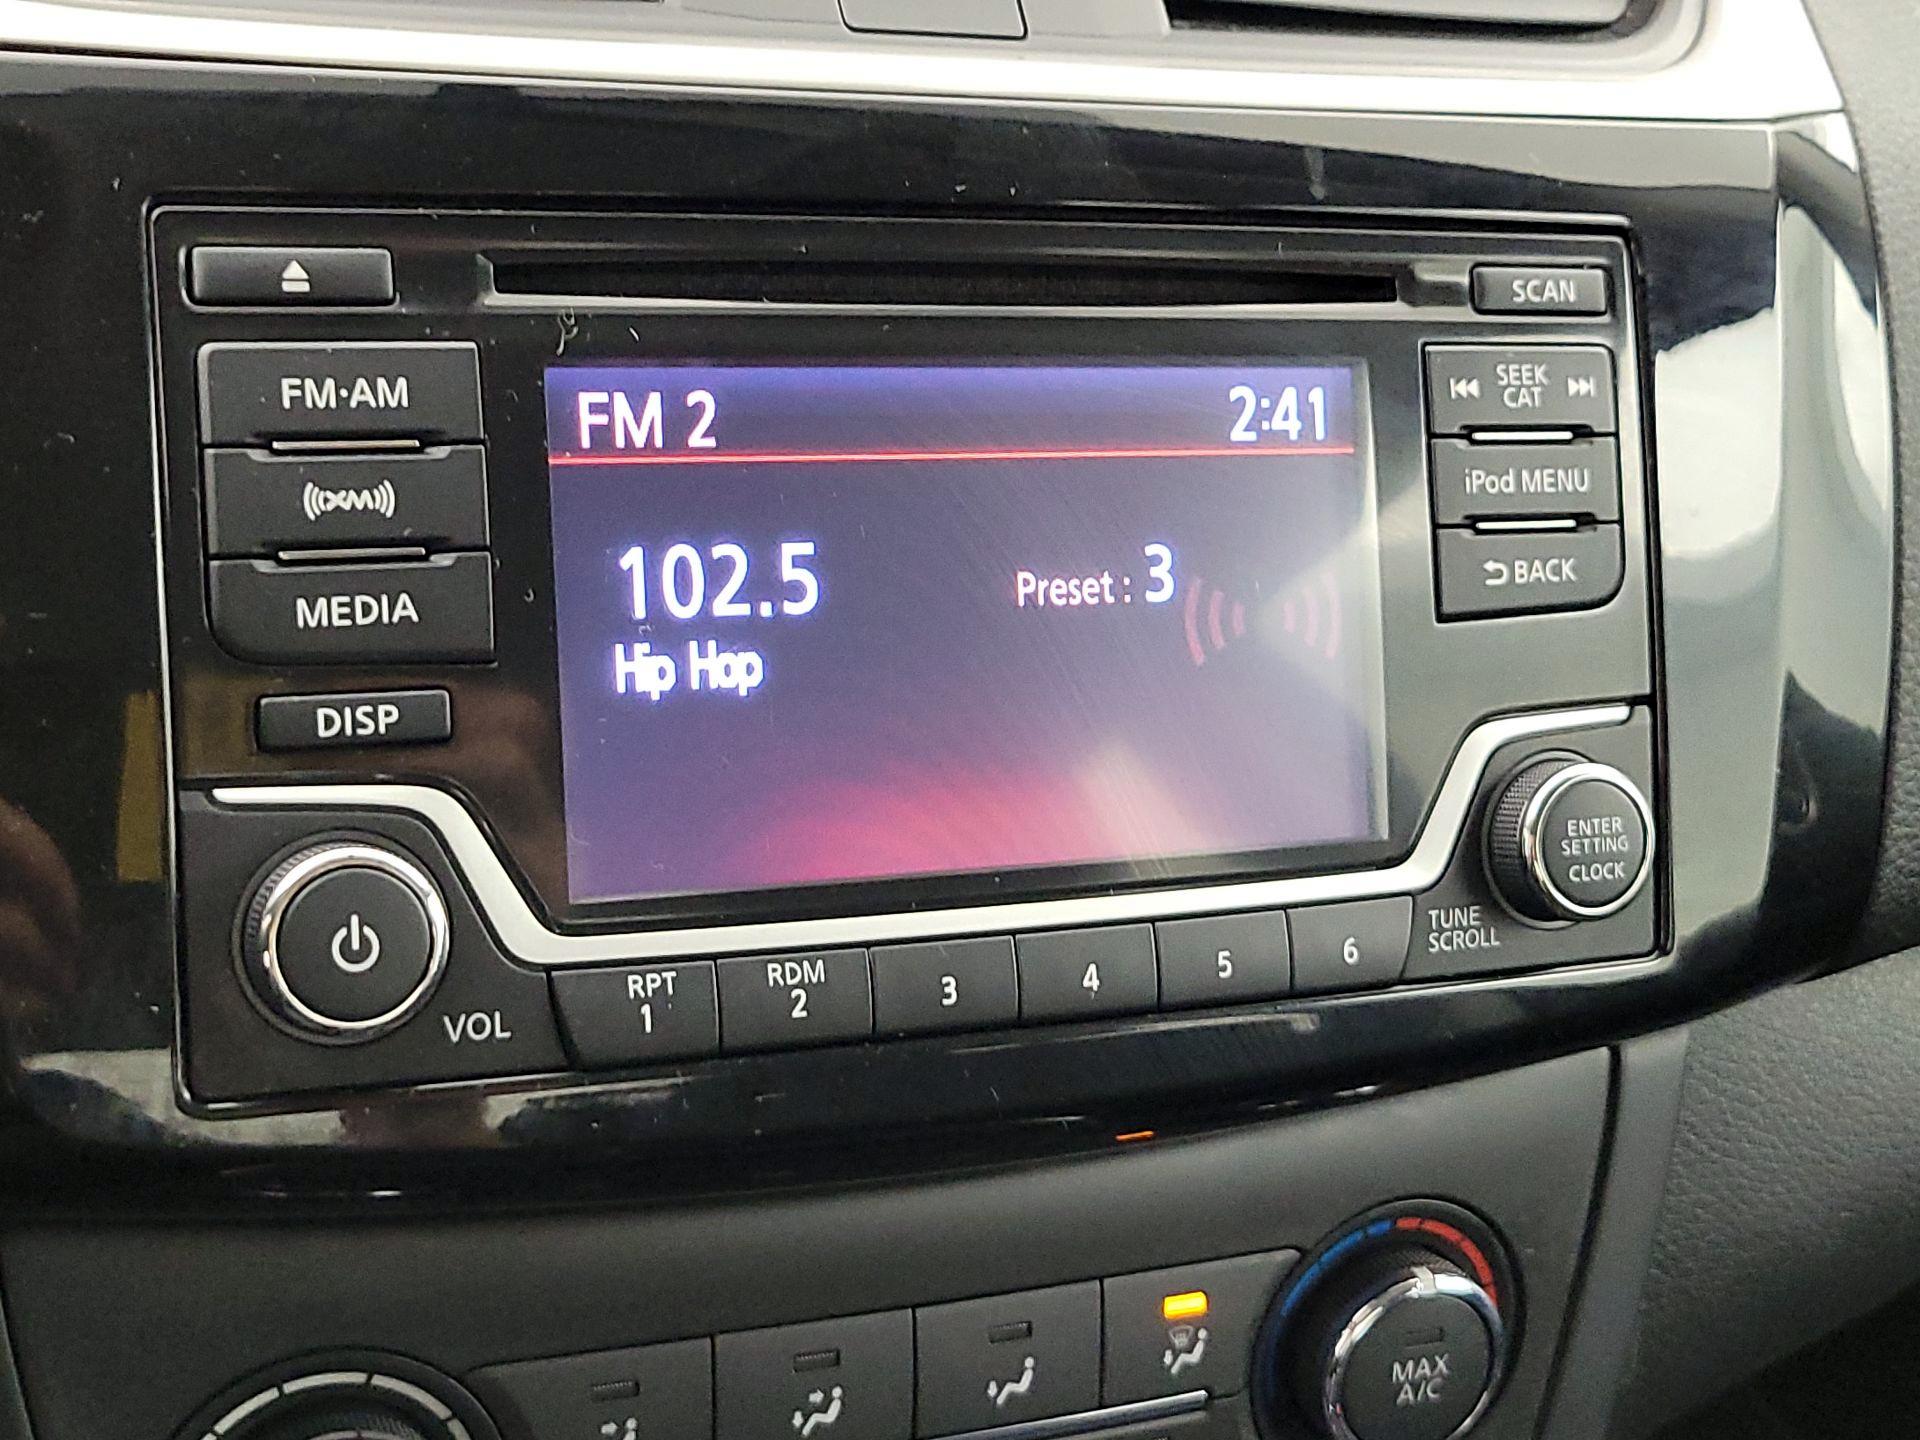 SCAN
FM·AM
SEEK
CAT
FM 2
2:41
iPod MENU
((XM))
102.5
Preset : 3
BACK
MEDIA
Hip Hop
DISP
ENTER
SETTING
CLOCK
TUNE
SCROLL
VOL
RPT
1
RDM
2
3
4
5
6
MAX
A/C